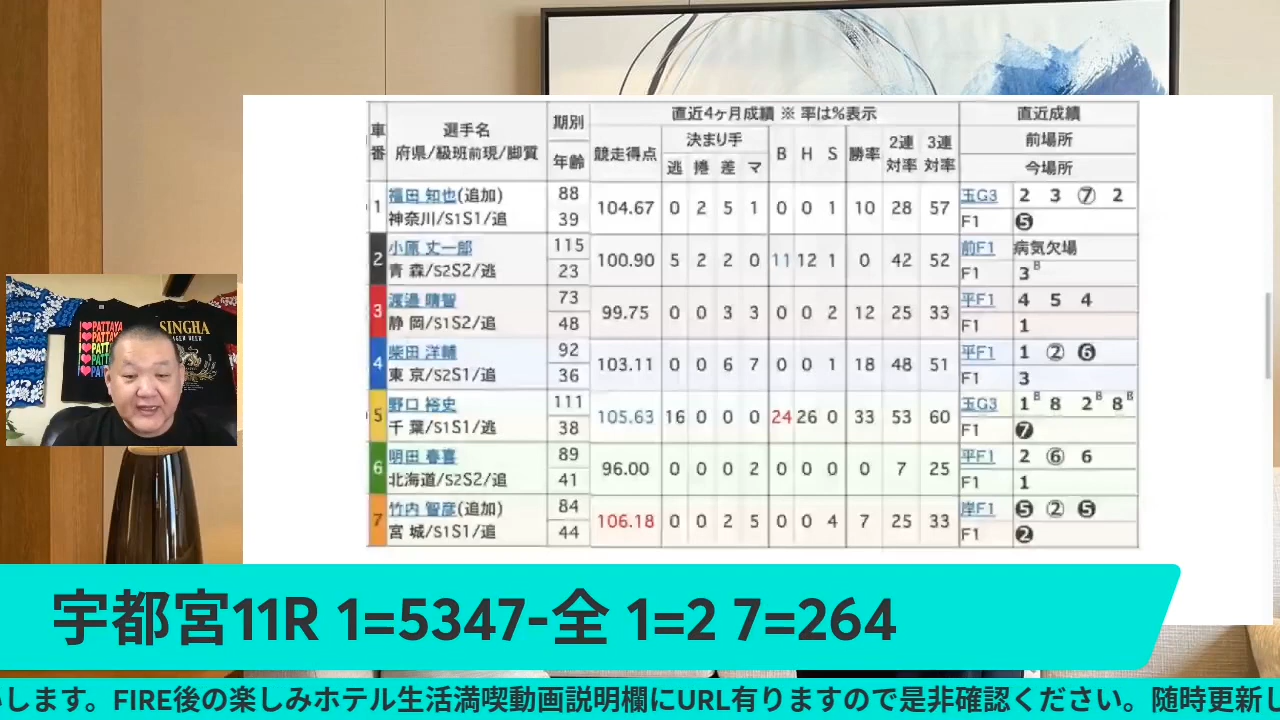 車番 選手名 府県/級班前現/脚質 期別 年齢 競走得点 直近4ヶ月成績 ※ 率は%表示 直近成績
決まり手 B H S 勝率 2連対率 3連対率 前場所
逃 捲 差 マ 今場所
1 福田 知也(追加) 88 104.67 0 2 5 1 0 0 1 10 28 57 玉G3 2 3 ⑦ 2
神奈川/S1S1/追 39 F1 ❺
2 小原 丈一郎 115 100.90 5 2 2 0 11 12 1 0 42 52 前F1 病気欠場
青 森/S2S2/逃 23 F1 3B
3 渡邉 晴智 73 99.75 0 0 3 3 0 0 2 12 25 33 平F1 4 5 4
静 岡/S1S2/追 48 F1 1
4 柴田 洋輔 92 103.11 0 0 6 7 0 0 1 18 48 51 平F1 1 ② ❻
東 京/S2S1/追 36 F1 3
5 野口 裕史 111 105.63 16 0 0 0 24 26 0 33 53 60 玉G3 1B 8 2B 8B
千 葉/S1S1/逃 38 F1 ❼
6 明田 春喜 89 96.00 0 0 0 2 0 0 0 0 7 25 平F1 2 ⑥ 6
北海道/S2S2/追 41 F1 1
7 竹内 智彦(追加) 84 106.18 0 0 2 5 0 0 4 7 25 33 岸F1 ❺ ② ❺
宮 城/S1S1/追 44 F1 ❷
I❤PATTAYA
SINGHA
LAGER BEER
宇都宮11R 1=5347-全 1=2 7=264
します。FIRE後の楽しみホテル生活満喫動画説明欄にURL有りますので是非確認ください。随時更新し